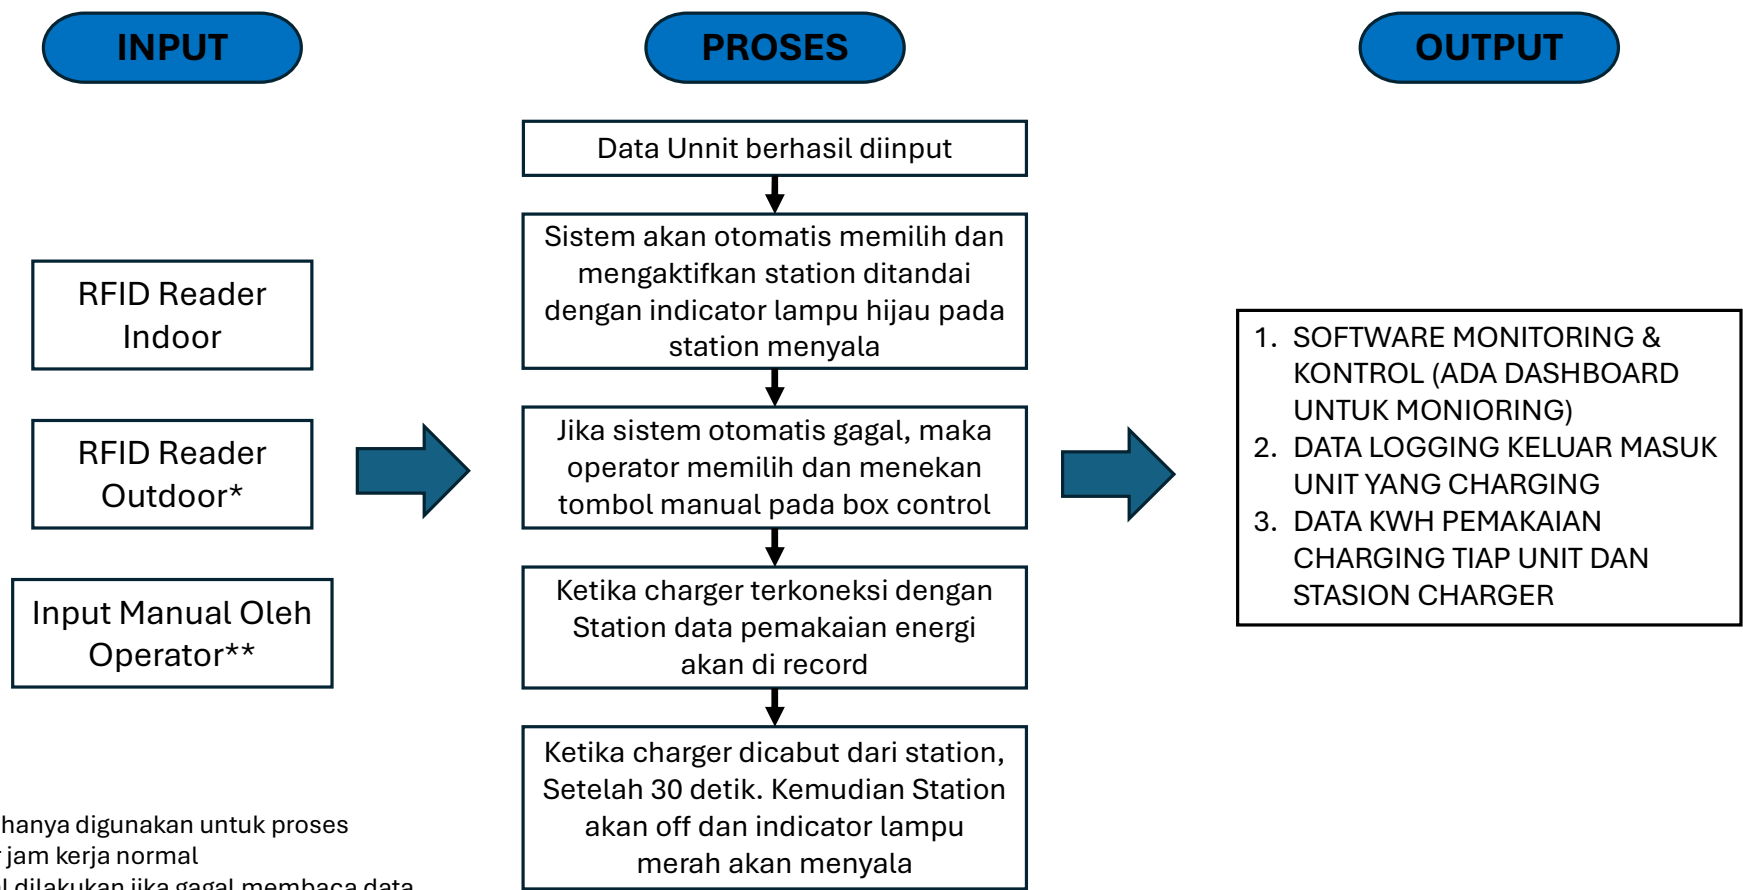 INPUT
PROSES
OUTPUT
RFID Reader
Indoor
RFID Reader
Outdoor*
Input Manual Oleh
Operator**
Data Unnit berhasil diinput
Sistem akan otomatis memilih dan
mengaktifkan station ditandai
dengan indicator lampu hijau pada
station menyala
Jika sistem otomatis gagal, maka
operator memilih dan menekan
tombol manual pada box control
Ketika charger terkoneksi dengan
Station data pemakaian energi
akan di record
Ketika charger dicabut dari station,
Setelah 30 detik. Kemudian Station
akan off dan indicator lampu
merah akan menyala
1. SOFTWARE MONITORING &
KONTROL (ADA DASHBOARD
UNTUK MONIORING)
2. DATA LOGGING KELUAR MASUK
UNIT YANG CHARGING
3. DATA KWH PEMAKAIAN
CHARGING TIAP UNIT DAN
STASION CHARGER
hanya digunakan untuk proses
jam kerja normal
dilakukan jika gagal membaca data